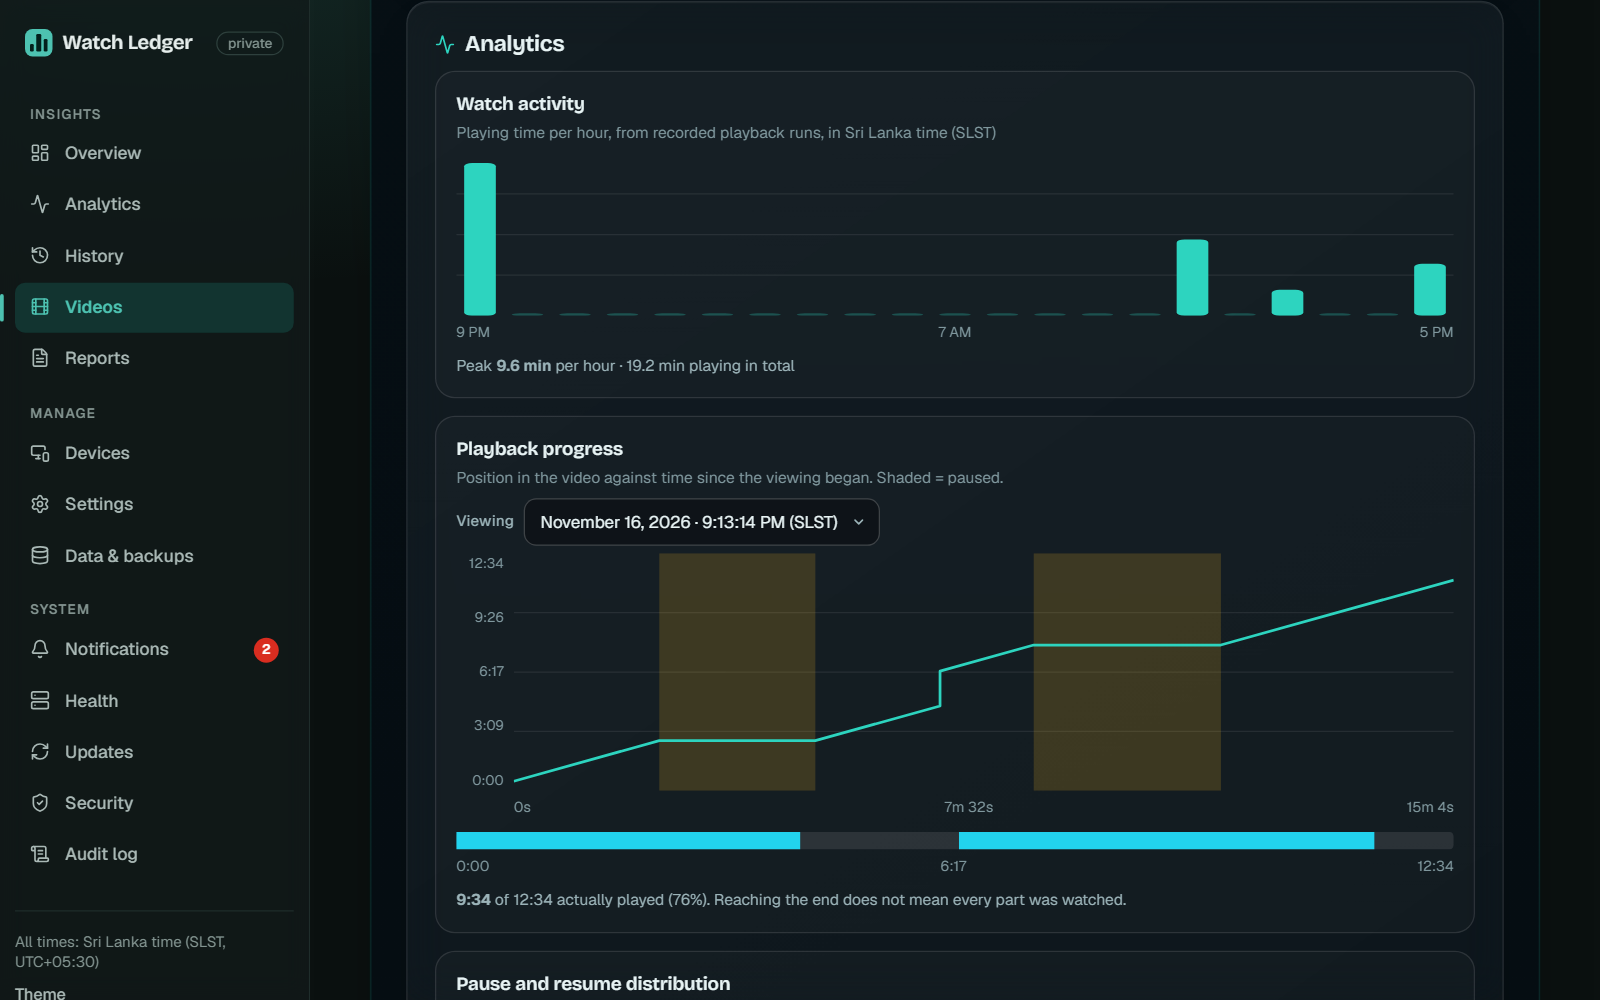 Watch Ledger
private
INSIGHTS
Overview
Analytics
History
Videos
Reports
MANAGE
Devices
Settings
Data & backups
SYSTEM
Notifications
2
Health
Updates
Security
Audit log
All times: Sri Lanka time (SLST,
UTC+05:30)
Theme
Analytics
Watch activity
Playing time per hour, from recorded playback runs, in Sri Lanka time (SLST)
9 PM
7 AM
5 PM
Peak 9.6 min per hour · 19.2 min playing in total
Playback progress
Position in the video against time since the viewing began. Shaded = paused.
Viewing
November 16, 2026 · 9:13:14 PM (SLST)
12:34
9:26
6:17
3:09
0:00
0s
7m 32s
15m 4s
0:00
6:17
12:34
9:34 of 12:34 actually played (76%). Reaching the end does not mean every part was watched.
Pause and resume distribution